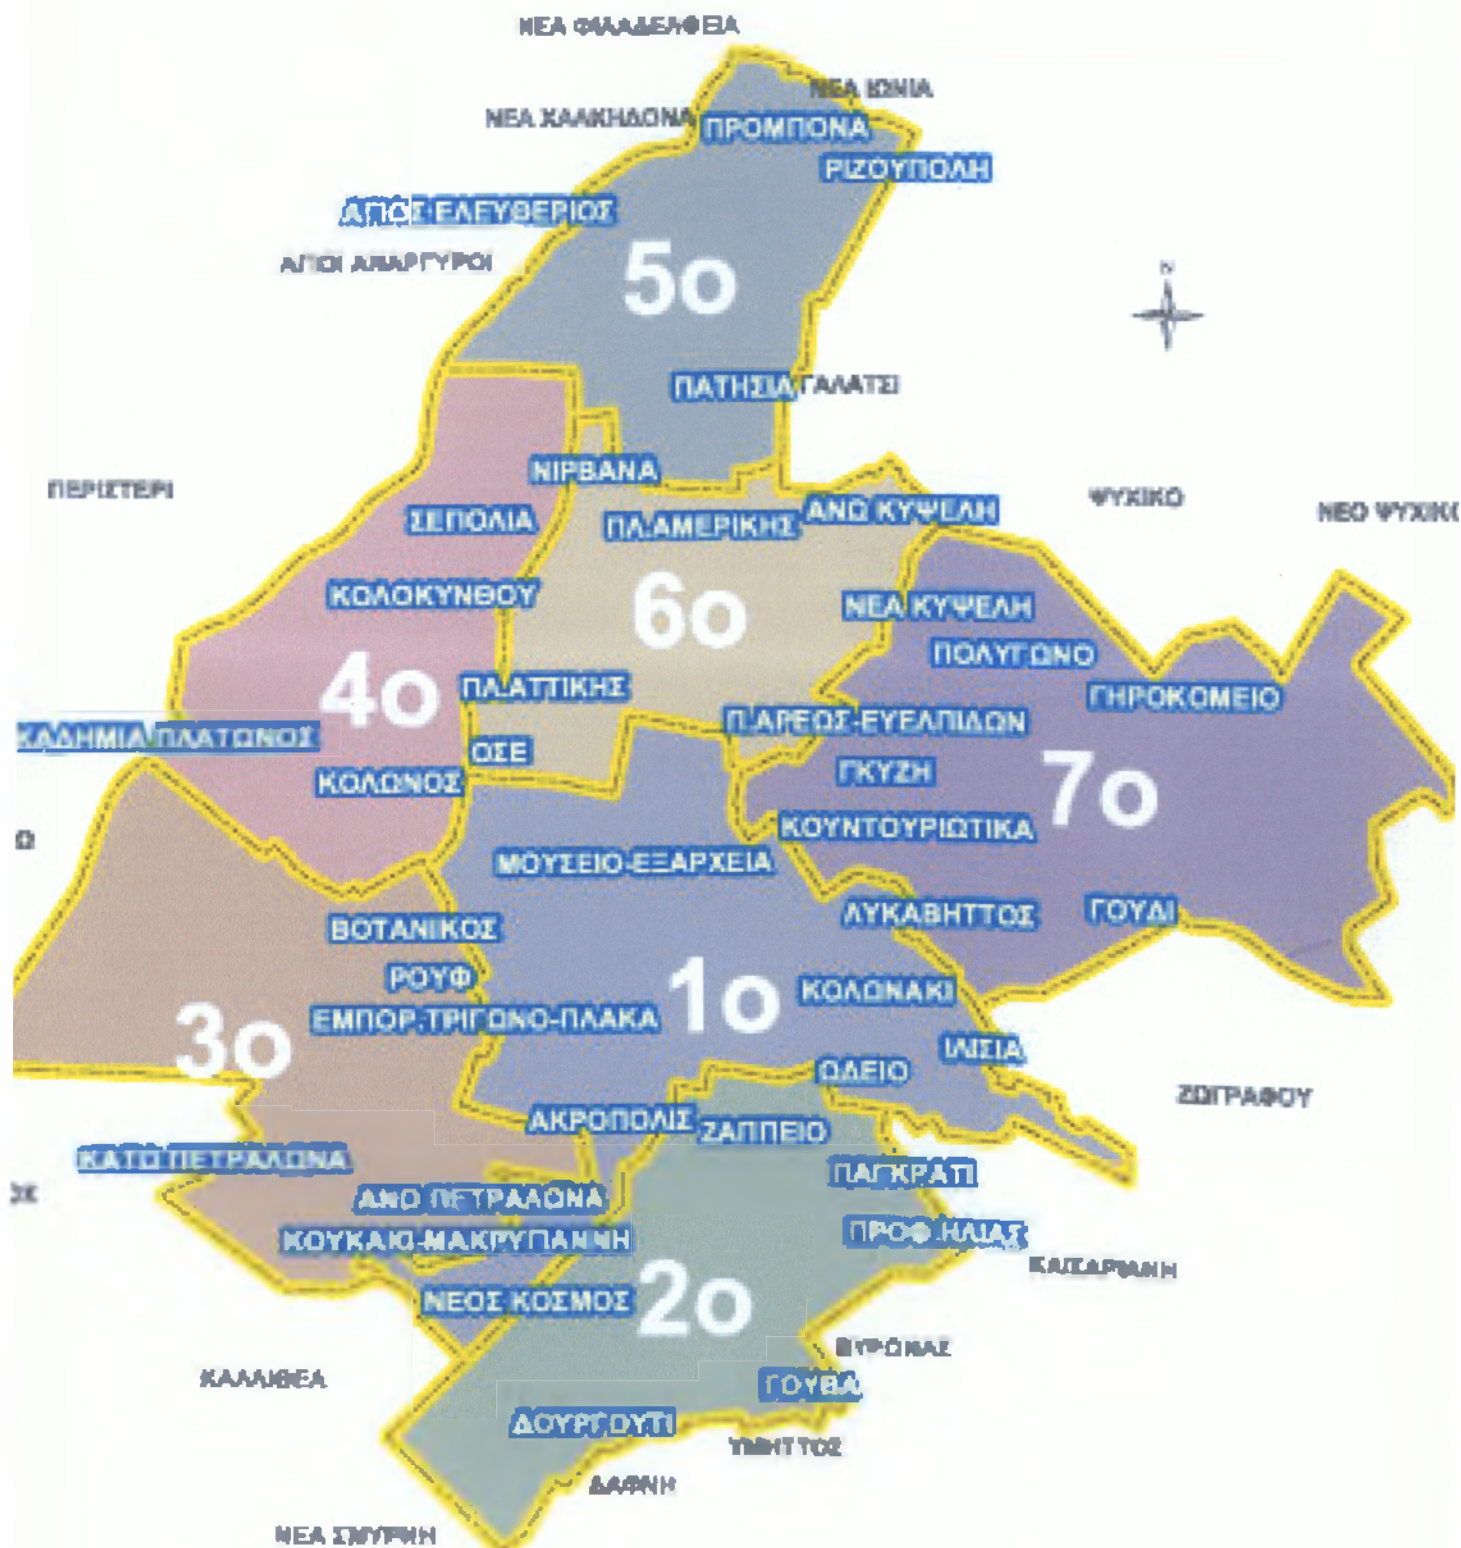 ΝΕΑ ΦΙΛΑΔΕΛΦΕΙΑ
ΝΕΑ ΙΩΝΙΑ
ΝΕΑ ΧΑΛΚΗΔΟΝΑ
ΠΡΟΜΠΟΝΑ
ΡΙΖΟΥΠΟΛΗ
ΑΓΙΟΣ ΕΛΕΥΘΕΡΙΟΣ
ΑΓΙΟΙ ΑΝΑΡΓΥΡΟΙ
5ο
N
ΠΑΤΗΣΙΑ
ΓΑΛΑΤΣΙ
ΝΙΡΒΑΝΑ
ΠΕΡΙΣΤΕΡΙ
ΨΥΧΙΚΟ
ΝΕΟ ΨΥΧΙΚΟ
ΣΕΠΟΛΙΑ
ΠΛ.ΑΜΕΡΙΚΗΣ
ΑΝΩ ΚΥΨΕΛΗ
ΚΟΛΟΚΥΝΘΟΥ
6ο
ΝΕΑ ΚΥΨΕΛΗ
ΠΟΛΥΓΩΝΟ
4ο
ΠΛ.ΑΤΤΙΚΗΣ
ΓΗΡΟΚΟΜΕΙΟ
Π.ΑΡΕΩΣ-ΕΥΕΛΠΙΔΩΝ
ΚΑΔΗΜΙΑ ΠΛΑΤΩΝΟΣ
ΟΣΕ
ΚΟΛΩΝΟΣ
ΓΚΥΖΗ
7ο
ΚΟΥΝΤΟΥΡΙΩΤΙΚΑ
Ω
ΜΟΥΣΕΙΟ-ΕΞΑΡΧΕΙΑ
ΒΟΤΑΝΙΚΟΣ
ΛΥΚΑΒΗΤΤΟΣ
ΓΟΥΔΙ
ΡΟΥΦ
1ο
ΚΟΛΩΝΑΚΙ
3ο
ΕΜΠΟΡ.ΤΡΙΓΩΝΟ-ΠΛΑΚΑ
ΙΛΙΣΙΑ
ΩΔΕΙΟ
ΖΩΓΡΑΦΟΥ
ΑΚΡΟΠΟΛΙΣ
ΖΑΠΠΕΙΟ
ΚΑΤΩ ΠΕΤΡΑΛΩΝΑ
ΠΑΓΚΡΑΤΙ
ΑΝΩ ΠΕΤΡΑΛΩΝΑ
ΚΟΥΚΑΚΙ-ΜΑΚΡΥΓΙΑΝΝΗ
ΠΡΟΦ.ΗΛΙΑΣ
ΚΑΙΣΑΡΙΑΝΗ
ΝΕΟΣ ΚΟΣΜΟΣ
2ο
ΒΥΡΩΝΑΣ
ΚΑΛΛΙΘΕΑ
ΓΟΥΒΑ
ΔΟΥΡΓΟΥΤΙ
ΥΜΗΤΤΟΣ
ΔΑΦΝΗ
ΝΕΑ ΣΜΥΡΝΗ